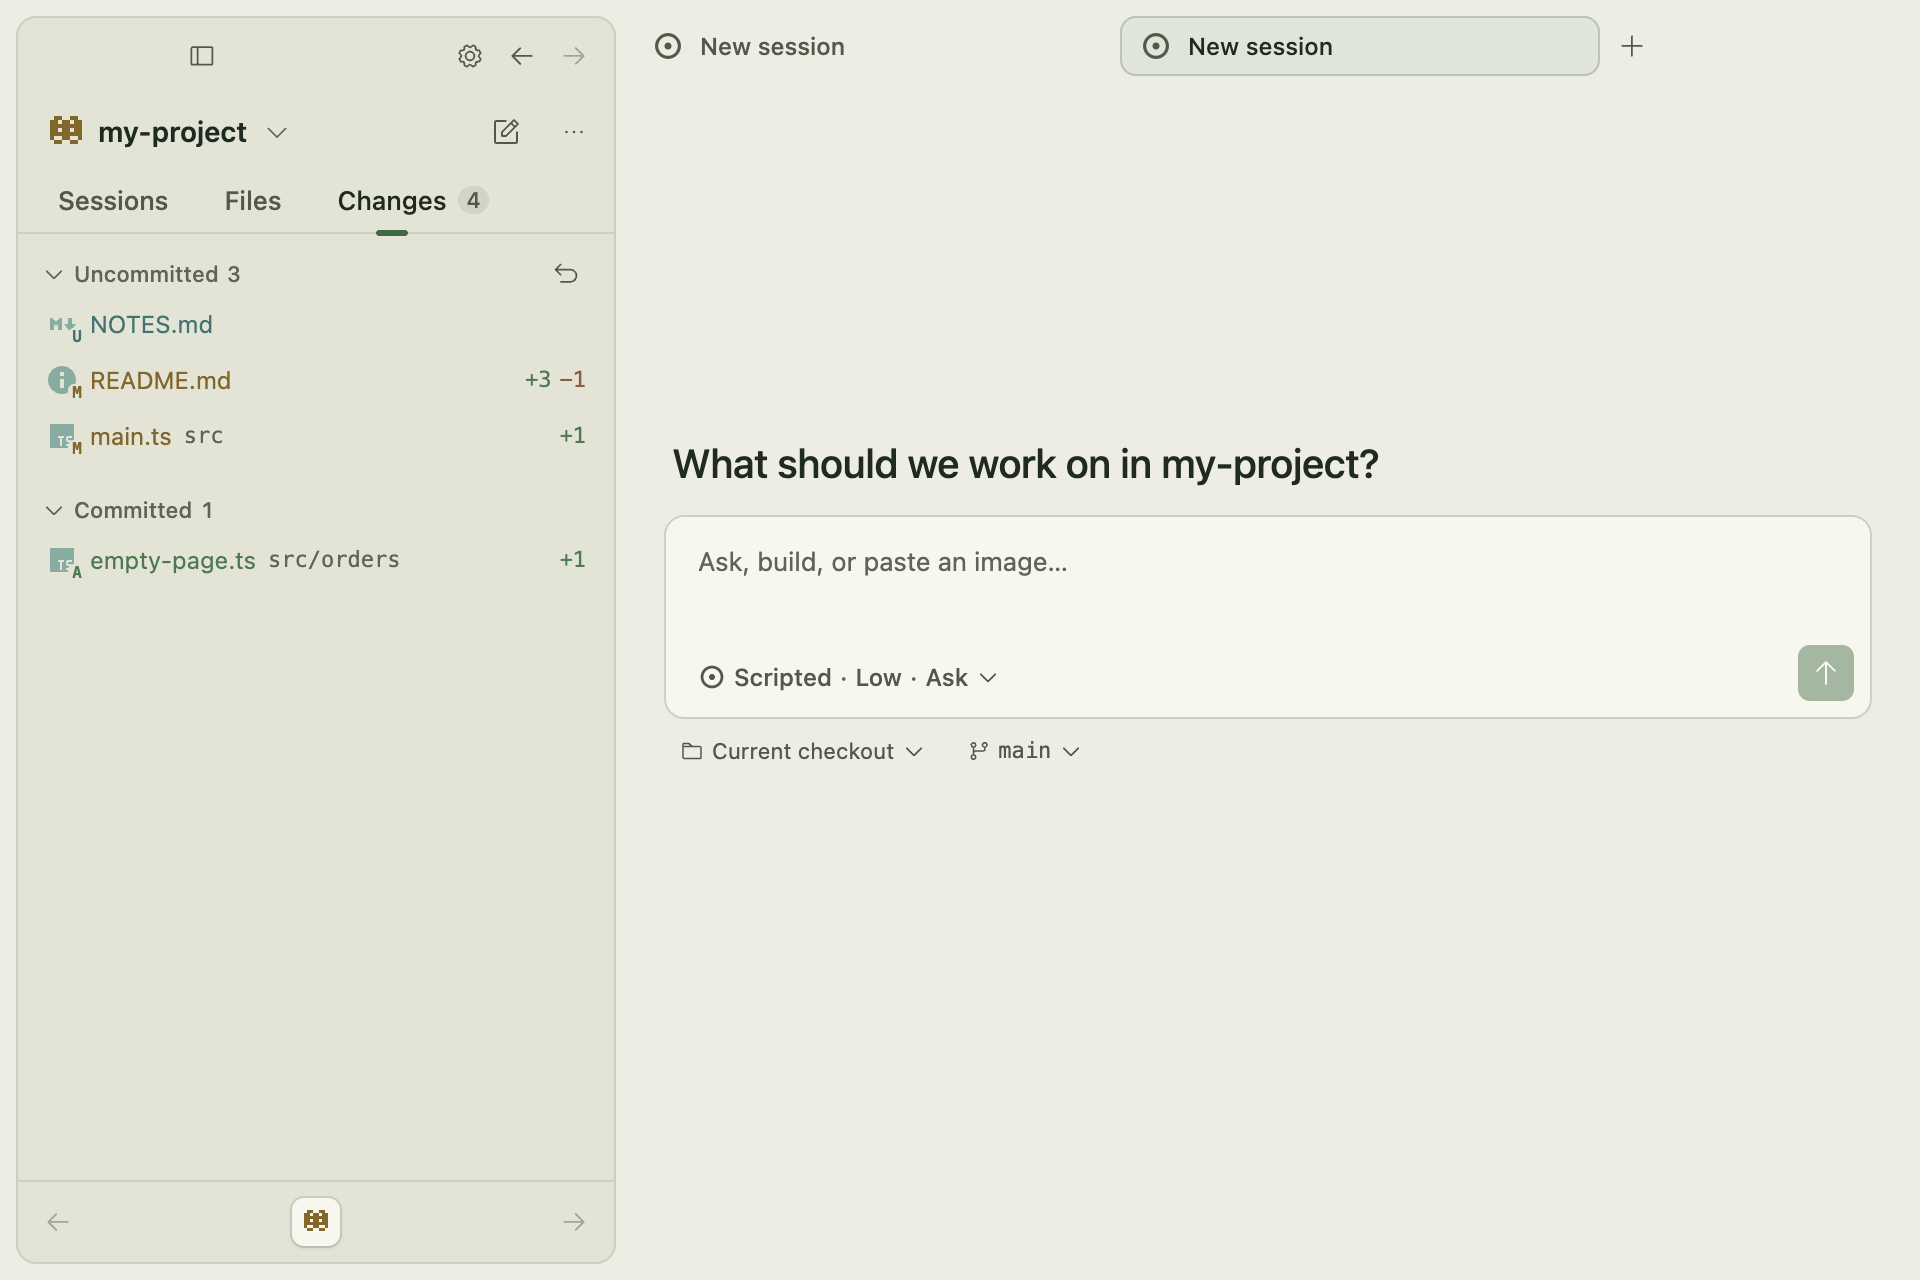 New session
New session
my-project
Sessions
Files
Changes 4
Uncommitted 3
NOTES.md
U
README.md +3 −1
M
main.ts src +1
TS M
Committed 1
empty-page.ts src/orders +1
TS A
What should we work on in my-project?
Ask, build, or paste an image...
Scripted · Low · Ask
Current checkout
main